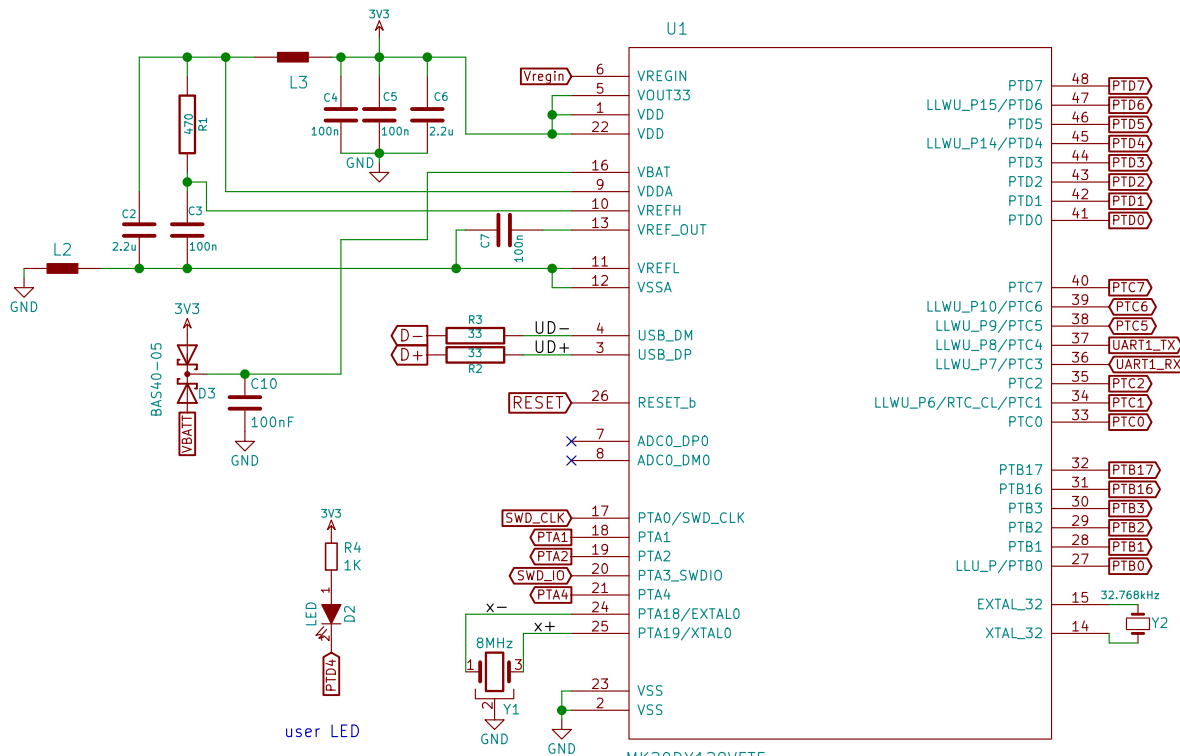 U1
3V3
L3
C4
100n
C5
100n
C6
2.2u
GND
470
R1
C2
2.2u
C3
100n
L2
GND
C7
100n
Vregin
6
VREGIN
5
VOUT33
1
VDD
22
VDD
16
VBAT
9
VDDA
10
VREFH
13
VREF_OUT
11
VREFL
12
VSSA
3V3
BAS40-05
D3
VBATT
C10
100nF
GND
D-
R3
33
UD-
4
USB_DM
D+
33
R2
UD+
3
USB_DP
RESET
26
RESET_b
7
ADC0_DP0
8
ADC0_DM0
SWD_CLK
17
PTA0/SWD_CLK
PTA1
18
PTA1
PTA2
19
PTA2
SWD_IO
20
PTA3_SWDIO
PTA4
21
PTA4
x-
24
PTA18/EXTAL0
x+
25
PTA19/XTAL0
8MHz
1
3
2
Y1
GND
23
VSS
2
VSS
GND
3V3
R4
1K
1
LED
D2
2
PTD4
user LED
PTD7
48
PTD7
LLWU_P15/PTD6
47
PTD6
PTD5
46
PTD5
LLWU_P14/PTD4
45
PTD4
PTD3
44
PTD3
PTD2
43
PTD2
PTD1
42
PTD1
PTD0
41
PTD0
PTC7
40
PTC7
LLWU_P10/PTC6
39
PTC6
LLWU_P9/PTC5
38
PTC5
LLWU_P8/PTC4
37
UART1_TX
LLWU_P7/PTC3
36
UART1_RX
PTC2
35
PTC2
LLWU_P6/RTC_CL/PTC1
34
PTC1
PTC0
33
PTC0
PTB17
32
PTB17
PTB16
31
PTB16
PTB3
30
PTB3
PTB2
29
PTB2
PTB1
28
PTB1
LLU_P/PTB0
27
PTB0
EXTAL_32
15
32.768kHz
XTAL_32
14
Y2